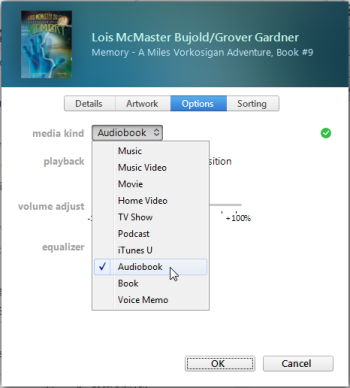 Lois McMaster Bujold/Grover Gardner
Memory - A Miles Vorkosigan Adventure, Book #9
Details Artwork Options Sorting
media kind Audiobook
Music
playback sition
Music Video
Movie
Home Video
volume adjust TV Show +100%
Podcast
equalizer iTunes U
✓ Audiobook
Book
Voice Memo
OK Cancel